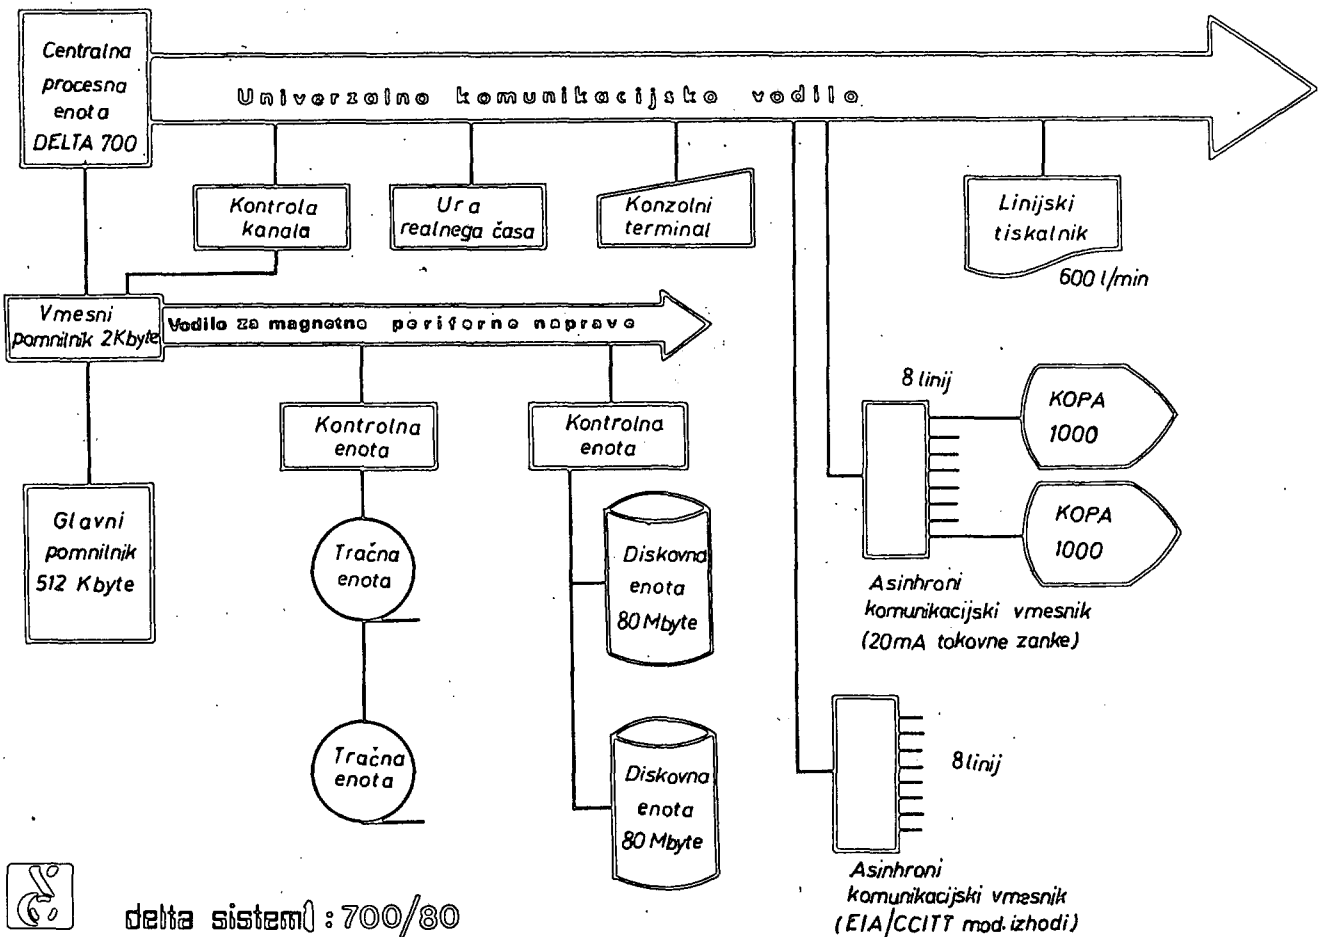 Centralna
procesna
enota
DELTA 700
Univerzalno komunikacijsko vodilo
Kontrola
kanala
Ura
realnega časa
Konzolni
terminal
Linijski
tiskalnik
600 l/min
Vmesni
pomnilnik 2Kbyte
Vodilo za magnetno periferne naprave
Kontrolna
enota
Kontrolna
enota
8 linij
KOPA
1000
KOPA
1000
Glavni
pomnilnik
512 Kbyte
Tračna
enota
Diskovna
enota
80 Mbyte
Asinhroni
komunikacijski vmesnik
(20mA tokovne zanke)
Tračna
enota
Diskovna
enota
80 Mbyte
8 linij
Asinhroni
komunikacijski vmesnik
(EIA/CCITT mod. izhodi)
delta sistemi : 700/80